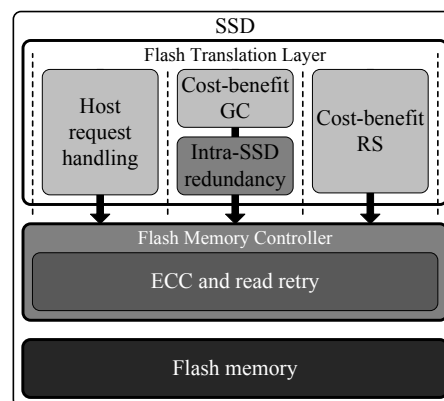 SSD
Flash Translation Layer
Host
request
handling
Cost-benefit
GC
Intra-SSD
redundancy
Cost-benefit
RS
Flash Memory Controller
ECC and read retry
Flash memory